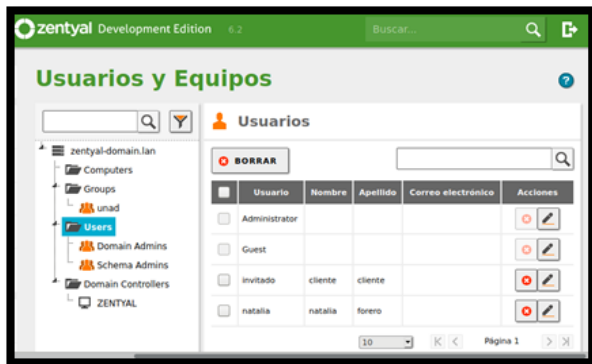 zentyal Development Edition 6.2 Buscar...
Usuarios y Equipos
?
zentyal-domain.lan
Computers
Groups
unad
Users
Domain Admins
Schema Admins
Domain Controllers
ZENTYAL
Usuarios
BORRAR
Usuario Nombre Apellido Correo electrónico Acciones
Administrator
Guest
invitado cliente cliente
natalia natalia forero
10 Página 1